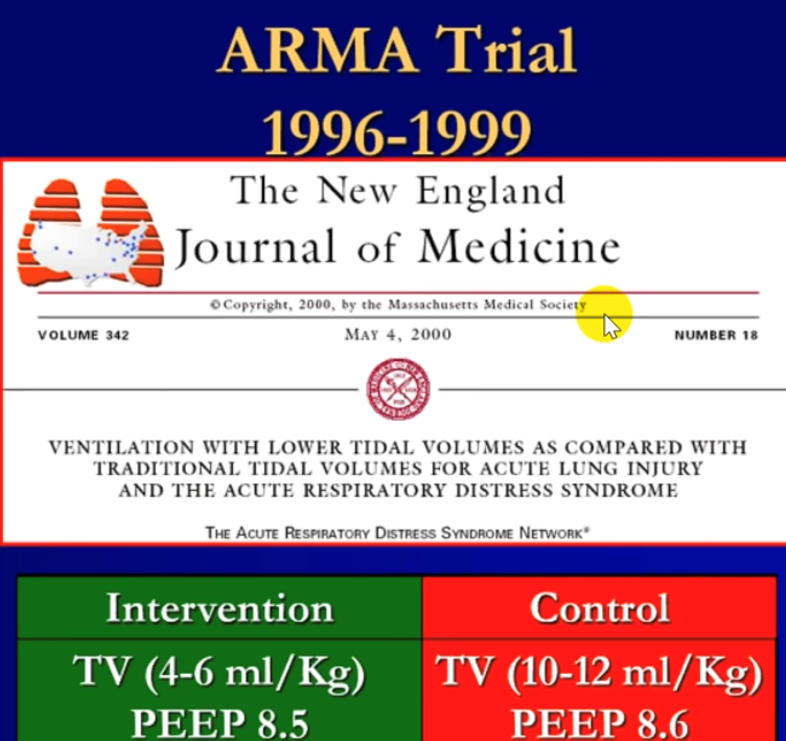 ARMA Trial
1996-1999
The New England
Journal of Medicine
©Copyright, 2000, by the Massachusetts Medical Society
VOLUME 342 MAY 4, 2000 NUMBER 18
VENTILATION WITH LOWER TIDAL VOLUMES AS COMPARED WITH
TRADITIONAL TIDAL VOLUMES FOR ACUTE LUNG INJURY
AND THE ACUTE RESPIRATORY DISTRESS SYNDROME
THE ACUTE RESPIRATORY DISTRESS SYNDROME NETWORK*
Intervention Control
TV (4-6 ml/Kg) TV (10-12 ml/Kg)
PEEP 8.5 PEEP 8.6